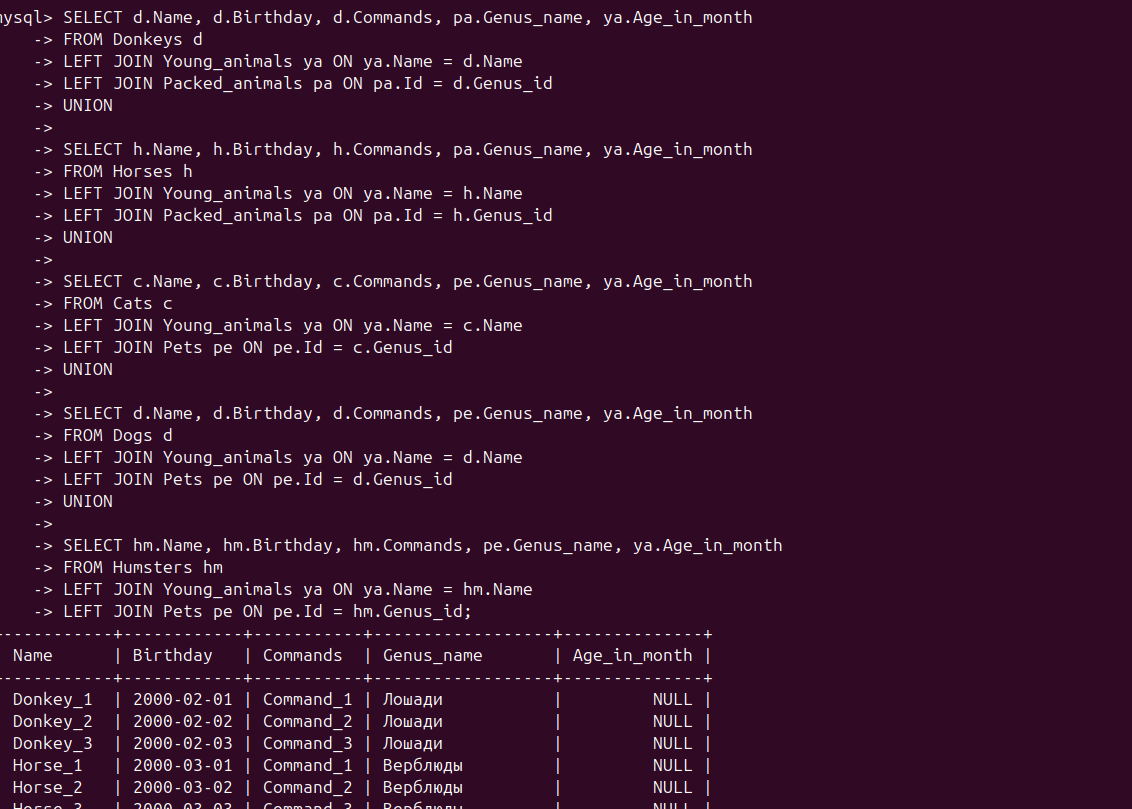 mysql> SELECT d.Name, d.Birthday, d.Commands, pa.Genus_name, ya.Age_in_month
-> FROM Donkeys d
-> LEFT JOIN Young_animals ya ON ya.Name = d.Name
-> LEFT JOIN Packed_animals pa ON pa.Id = d.Genus_id
-> UNION
->
-> SELECT h.Name, h.Birthday, h.Commands, pa.Genus_name, ya.Age_in_month
-> FROM Horses h
-> LEFT JOIN Young_animals ya ON ya.Name = h.Name
-> LEFT JOIN Packed_animals pa ON pa.Id = h.Genus_id
-> UNION
->
-> SELECT c.Name, c.Birthday, c.Commands, pe.Genus_name, ya.Age_in_month
-> FROM Cats c
-> LEFT JOIN Young_animals ya ON ya.Name = c.Name
-> LEFT JOIN Pets pe ON pe.Id = c.Genus_id
-> UNION
->
-> SELECT d.Name, d.Birthday, d.Commands, pe.Genus_name, ya.Age_in_month
-> FROM Dogs d
-> LEFT JOIN Young_animals ya ON ya.Name = d.Name
-> LEFT JOIN Pets pe ON pe.Id = d.Genus_id
-> UNION
->
-> SELECT hm.Name, hm.Birthday, hm.Commands, pe.Genus_name, ya.Age_in_month
-> FROM Humsters hm
-> LEFT JOIN Young_animals ya ON ya.Name = hm.Name
-> LEFT JOIN Pets pe ON pe.Id = hm.Genus_id;
------------+------------+-----------+------------------+--------------+
Name | Birthday | Commands | Genus_name | Age_in_month |
------------+------------+-----------+------------------+--------------+
Donkey_1 | 2000-02-01 | Command_1 | Лошади | NULL |
Donkey_2 | 2000-02-02 | Command_2 | Лошади | NULL |
Donkey_3 | 2000-02-03 | Command_3 | Лошади | NULL |
Horse_1 | 2000-03-01 | Command_1 | Верблюды | NULL |
Horse_2 | 2000-03-02 | Command_2 | Верблюды | NULL |
Horse_3 | 2000-03-03 | Command_3 | Верблюды | NULL |